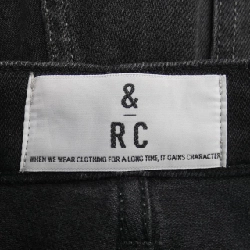 &
RC
WHEN WE WEAR CLOTHING FOR A LONG TIME, IT GAINS CHARACTER